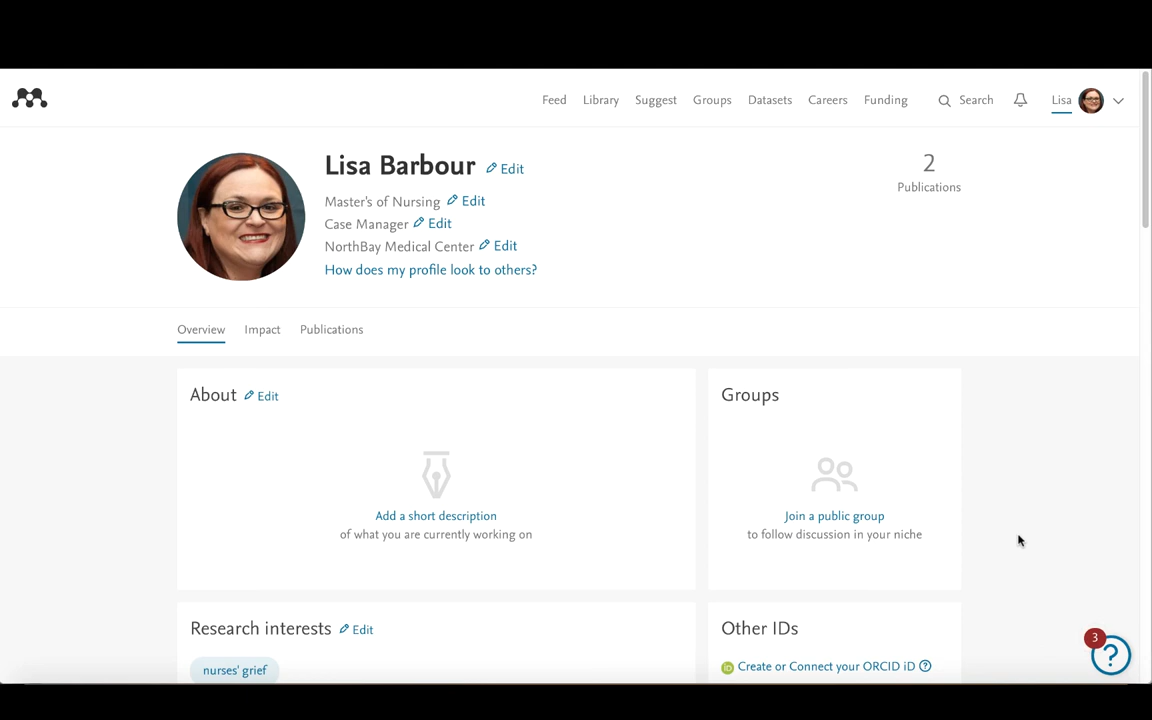 Feed Library Suggest Groups Datasets Careers Funding Search Lisa
Lisa Barbour Edit
Master's of Nursing Edit
Case Manager Edit
NorthBay Medical Center Edit
How does my profile look to others?
2
Publications
Overview Impact Publications
About Edit
Add a short description
of what you are currently working on
Groups
Join a public group
to follow discussion in your niche
Research interests Edit
nurses' grief
Other IDs
iD Create or Connect your ORCID iD ?
3
?